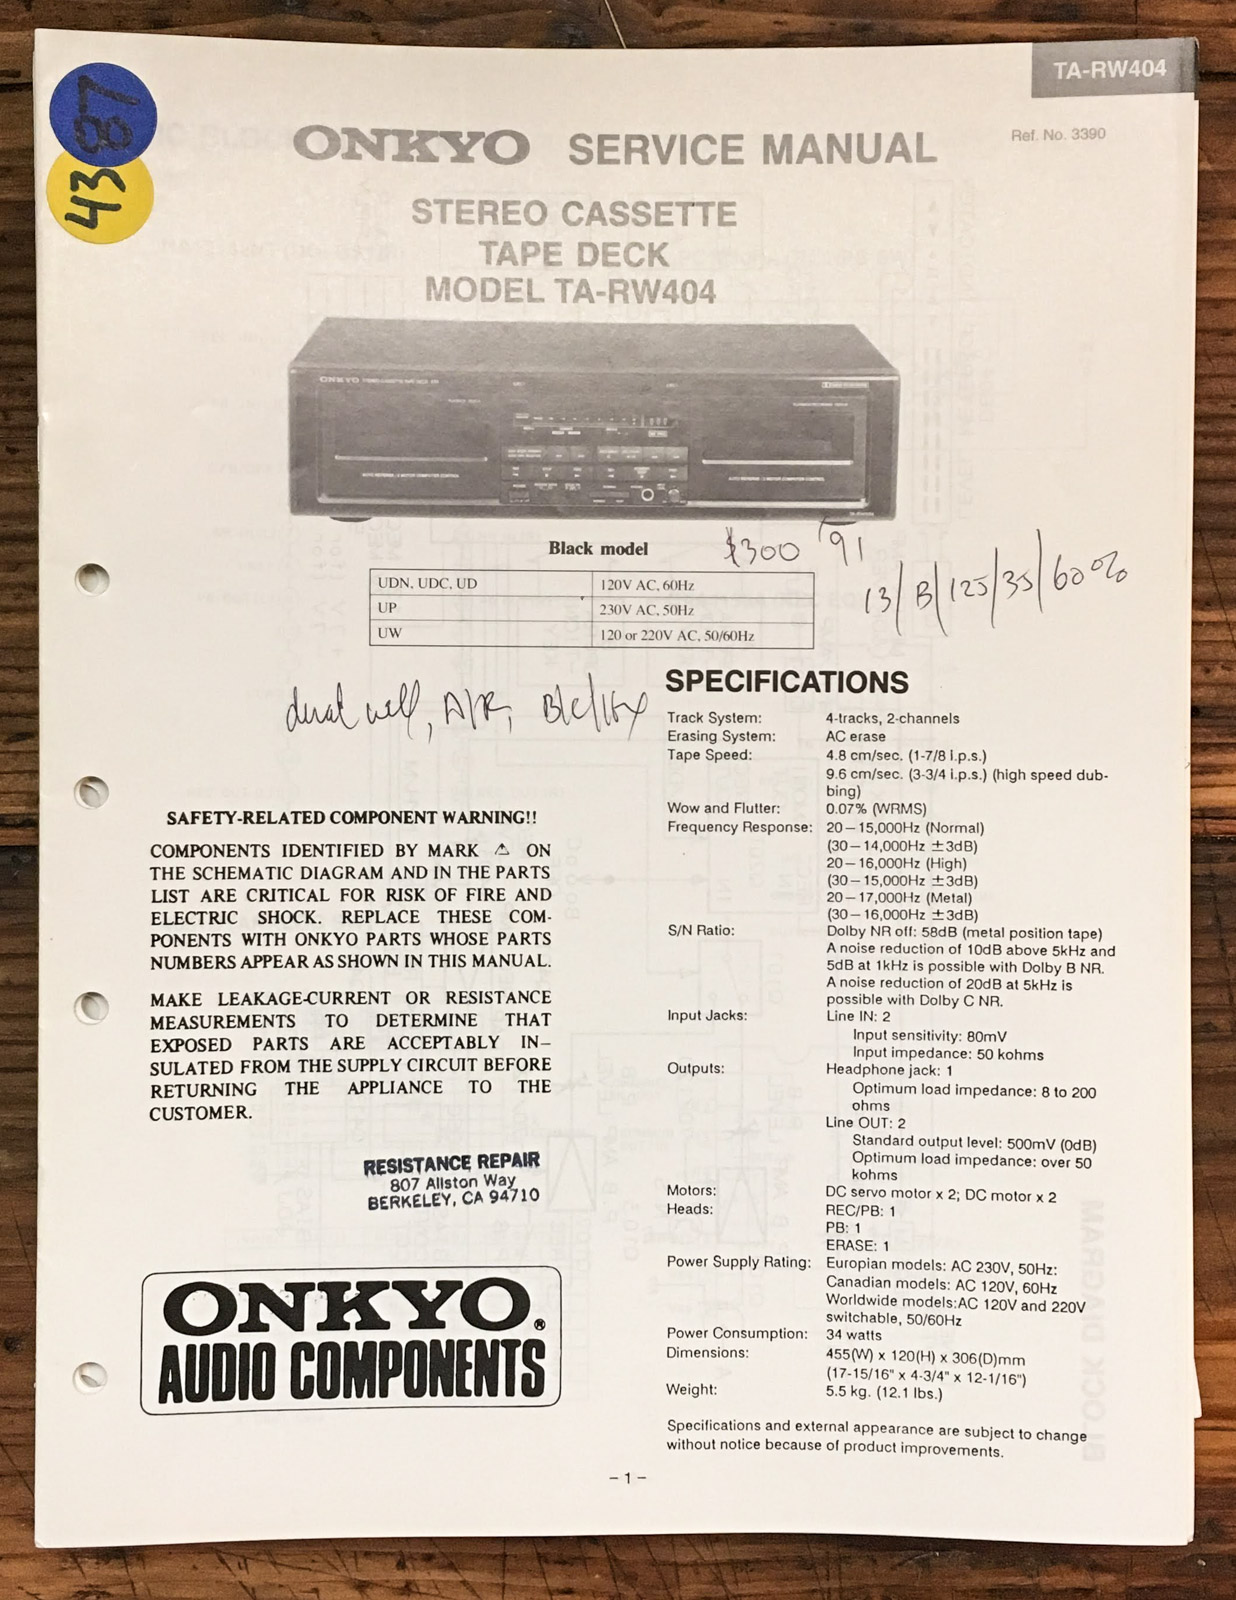 TA-RW404
4387
ONKYO SERVICE MANUAL
Ref. No. 3390
STEREO CASSETTE
TAPE DECK
MODEL TA-RW404
ONKYO
Black model
$300 '91
13/B/125/35/60%
UDN, UDC, UD 120V AC, 60Hz
UP 230V AC, 50Hz
UW 120 or 220V AC, 50/60Hz
dual well, A/R,
SAFETY-RELATED COMPONENT WARNING!!
COMPONENTS IDENTIFIED BY MARK ⚠ ON
THE SCHEMATIC DIAGRAM AND IN THE PARTS
LIST ARE CRITICAL FOR RISK OF FIRE AND
ELECTRIC SHOCK. REPLACE THESE COM-
PONENTS WITH ONKYO PARTS WHOSE PARTS
NUMBERS APPEAR AS SHOWN IN THIS MANUAL.
MAKE LEAKAGE-CURRENT OR RESISTANCE
MEASUREMENTS TO DETERMINE THAT
EXPOSED PARTS ARE ACCEPTABLY IN-
SULATED FROM THE SUPPLY CIRCUIT BEFORE
RETURNING THE APPLIANCE TO THE
CUSTOMER.
RESISTANCE REPAIR
807 Allston Way
BERKELEY, CA 94710
ONKYO®
AUDIO COMPONENTS
SPECIFICATIONS
Track System: 4-tracks, 2-channels
Erasing System: AC erase
Tape Speed: 4.8 cm/sec. (1-7/8 i.p.s.)
9.6 cm/sec. (3-3/4 i.p.s.) (high speed dub-
bing)
Wow and Flutter: 0.07% (WRMS)
Frequency Response: 20–15,000Hz (Normal)
(30–14,000Hz ±3dB)
20–16,000Hz (High)
(30–15,000Hz ±3dB)
20–17,000Hz (Metal)
(30–16,000Hz ±3dB)
S/N Ratio: Dolby NR off: 58dB (metal position tape)
A noise reduction of 10dB above 5kHz and
5dB at 1kHz is possible with Dolby B NR.
A noise reduction of 20dB at 5kHz is
possible with Dolby C NR.
Input Jacks: Line IN: 2
Input sensitivity: 80mV
Input impedance: 50 kohms
Outputs: Headphone jack: 1
Optimum load impedance: 8 to 200
ohms
Line OUT: 2
Standard output level: 500mV (0dB)
Optimum load impedance: over 50
kohms
Motors: DC servo motor x 2; DC motor x 2
Heads: REC/PB: 1
PB: 1
ERASE: 1
Power Supply Rating: Europian models: AC 230V, 50Hz:
Canadian models: AC 120V, 60Hz
Worldwide models:AC 120V and 220V
switchable, 50/60Hz
Power Consumption: 34 watts
Dimensions: 455(W) x 120(H) x 306(D)mm
(17-15/16" x 4-3/4" x 12-1/16")
Weight: 5.5 kg. (12.1 lbs.)
Specifications and external appearance are subject to change
without notice because of product improvements.
– 1 –